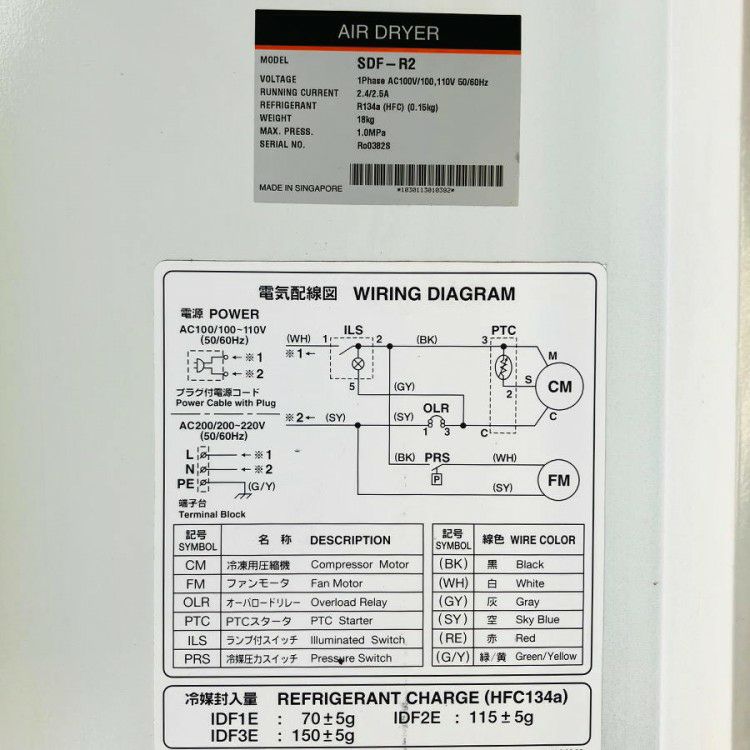 AIR DRYER
MODEL SDF-R2
VOLTAGE 1Phase AC100V/100,110V 50/60Hz
RUNNING CURRENT 2.4/2.5A
REFRIGERANT R134a (HFC) (0.15kg)
WEIGHT 18kg
MAX. PRESS. 1.0MPa
SERIAL NO. Ro0382S
MADE IN SINGAPORE *1030113010302*
電気配線図 WIRING DIAGRAM
電源 POWER
AC100/100~110V
(50/60Hz)
←※1
←※2
プラグ付電源コード
Power Cable with Plug
AC200/200~220V
(50/60Hz)
L ←※1
N ←※2
PE (G/Y)
端子台
Terminal Block
(WH) 1 ILS 2 (BK) 3 PTC M
※1←
5 (GY) 2 S CM
※2← (SY) (SY) OLR 1 3 C C
(BK) PRS (WH)
P FM
(SY)
記号 名 称 DESCRIPTION
SYMBOL
CM 冷凍用圧縮機 Compressor Motor
FM ファンモータ Fan Motor
OLR オーバロードリレー Overload Relay
PTC PTCスタータ PTC Starter
ILS ランプ付スイッチ Illuminated Switch
PRS 冷媒圧力スイッチ Pressure Switch
記号 線色 WIRE COLOR
SYMBOL
(BK) 黒 Black
(WH) 白 White
(GY) 灰 Gray
(SY) 空 Sky Blue
(RE) 赤 Red
(G/Y) 緑/黄 Green/Yellow
冷媒封入量 REFRIGERANT CHARGE (HFC134a)
IDF1E : 70±5g IDF2E : 115±5g
IDF3E : 150±5g